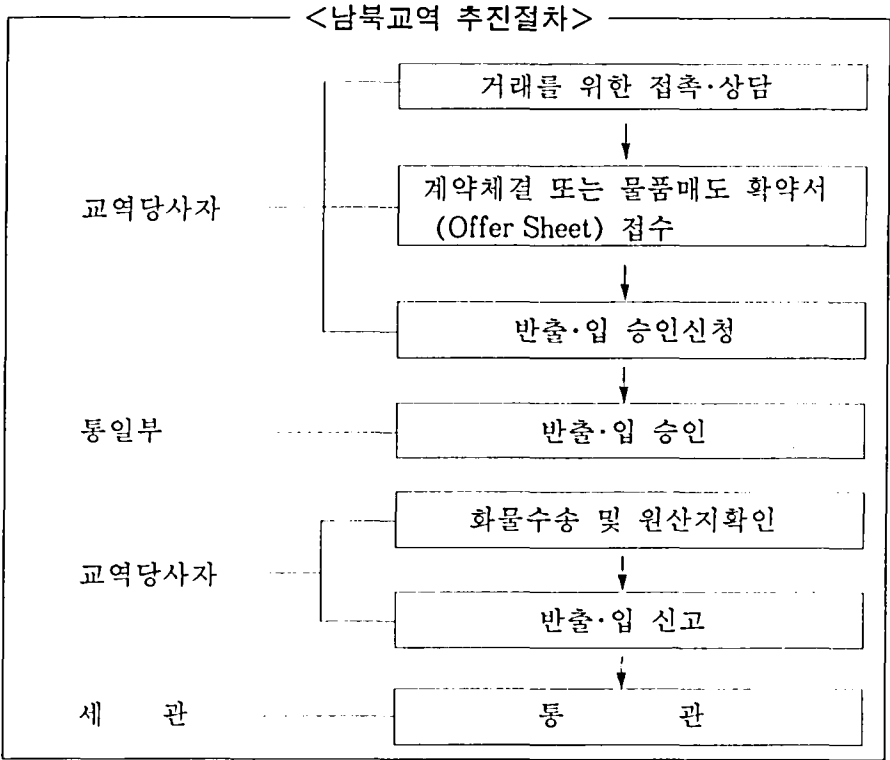 <남북교역 추진절차>
거래를 위한 접촉·상담
교역당사자
계약체결 또는 물품매도 확약서
(Offer Sheet) 접수
반출·입 승인신청
통일부
반출·입 승인
화물수송 및 원산지확인
교역당사자
반출·입 신고
세 관
통 관